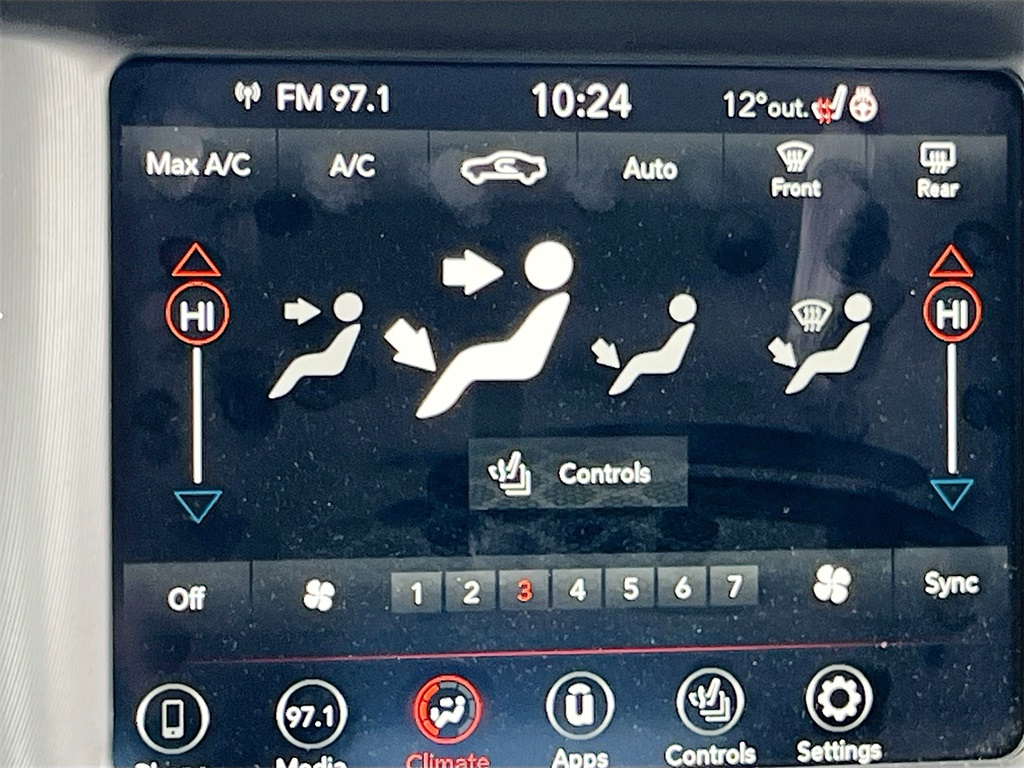 FM 97.1
10:24
12° out.
Max A/C
A/C
Auto
Front
Rear
HI
HI
Controls
Off
1 2 3 4 5 6 7
Sync
97.1
Climate
Apps
Controls
Settings